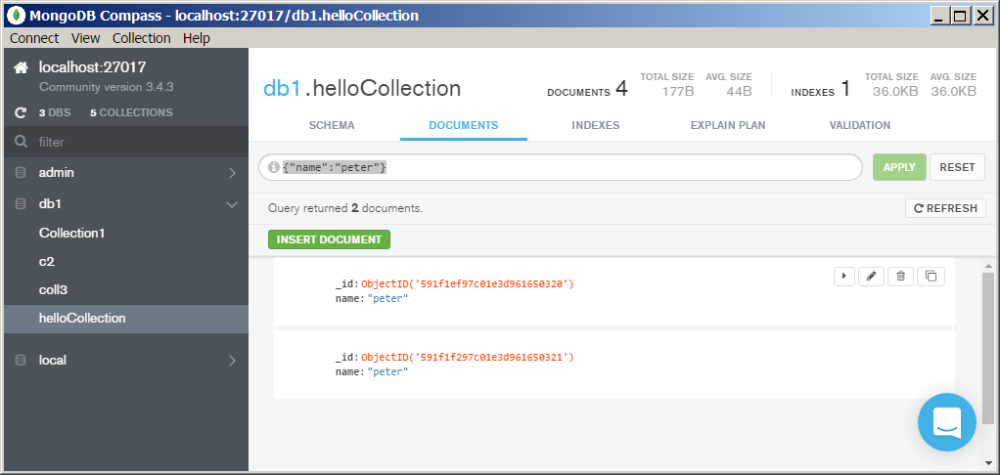 MongoDB Compass - localhost:27017/db1.helloCollection
Connect View Collection Help
localhost:27017
Community version 3.4.3
3 DBS 5 COLLECTIONS
filter
admin
db1
Collection1
c2
coll3
helloCollection
local
db1.helloCollection
DOCUMENTS 4 TOTAL SIZE 177B AVG. SIZE 44B
INDEXES 1 TOTAL SIZE 36.0KB AVG. SIZE 36.0KB
SCHEMA DOCUMENTS INDEXES EXPLAIN PLAN VALIDATION
{"name":"peter"} APPLY RESET
Query returned 2 documents. REFRESH
INSERT DOCUMENT
_id:ObjectID('591f1ef97c01e3d961650320')
name:"peter"
_id:ObjectID('591f1f297c01e3d961650321')
name:"peter"